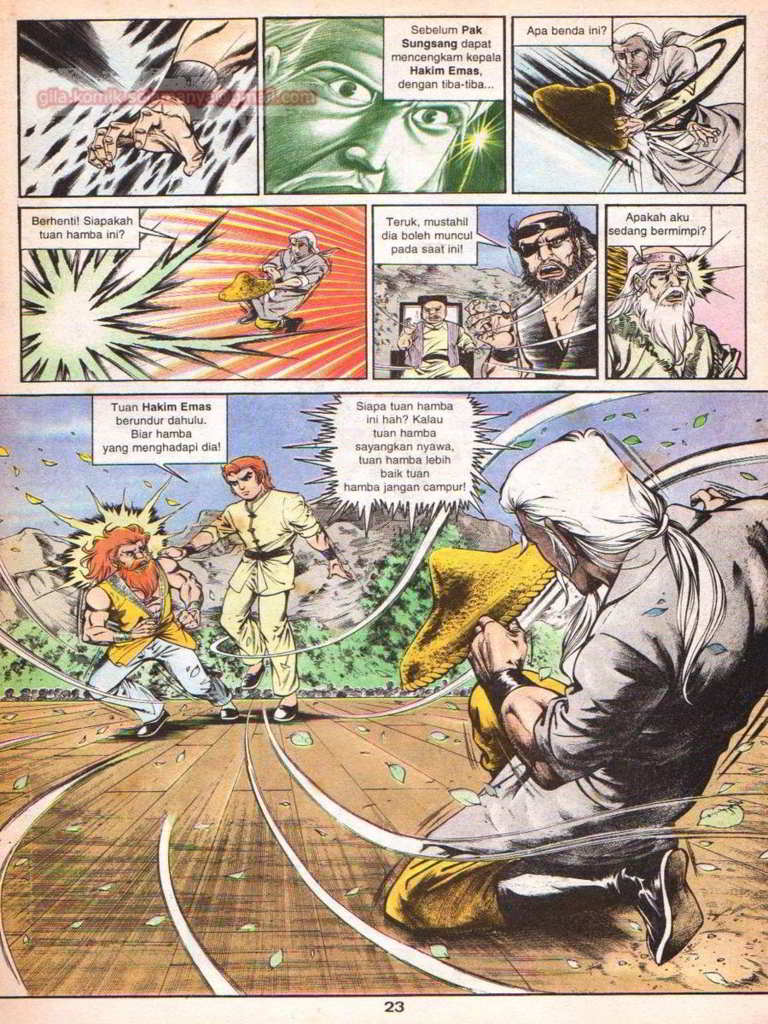 Sebelum Pak
Sungsang dapat
mencengkam kepala
Hakim Emas,
dengan tiba-tiba...
Apa benda ini?
Berhenti! Siapakah
tuan hamba ini?
Teruk, mustahil
dia boleh muncul
pada saat ini!
Apakah aku
sedang bermimpi?
Tuan Hakim Emas
berundur dahulu.
Biar hamba
yang menghadapi dia!
Siapa tuan hamba
ini hah? Kalau
tuan hamba
sayangkan nyawa,
tuan hamba lebih
baik tuan
hamba jangan campur!
23